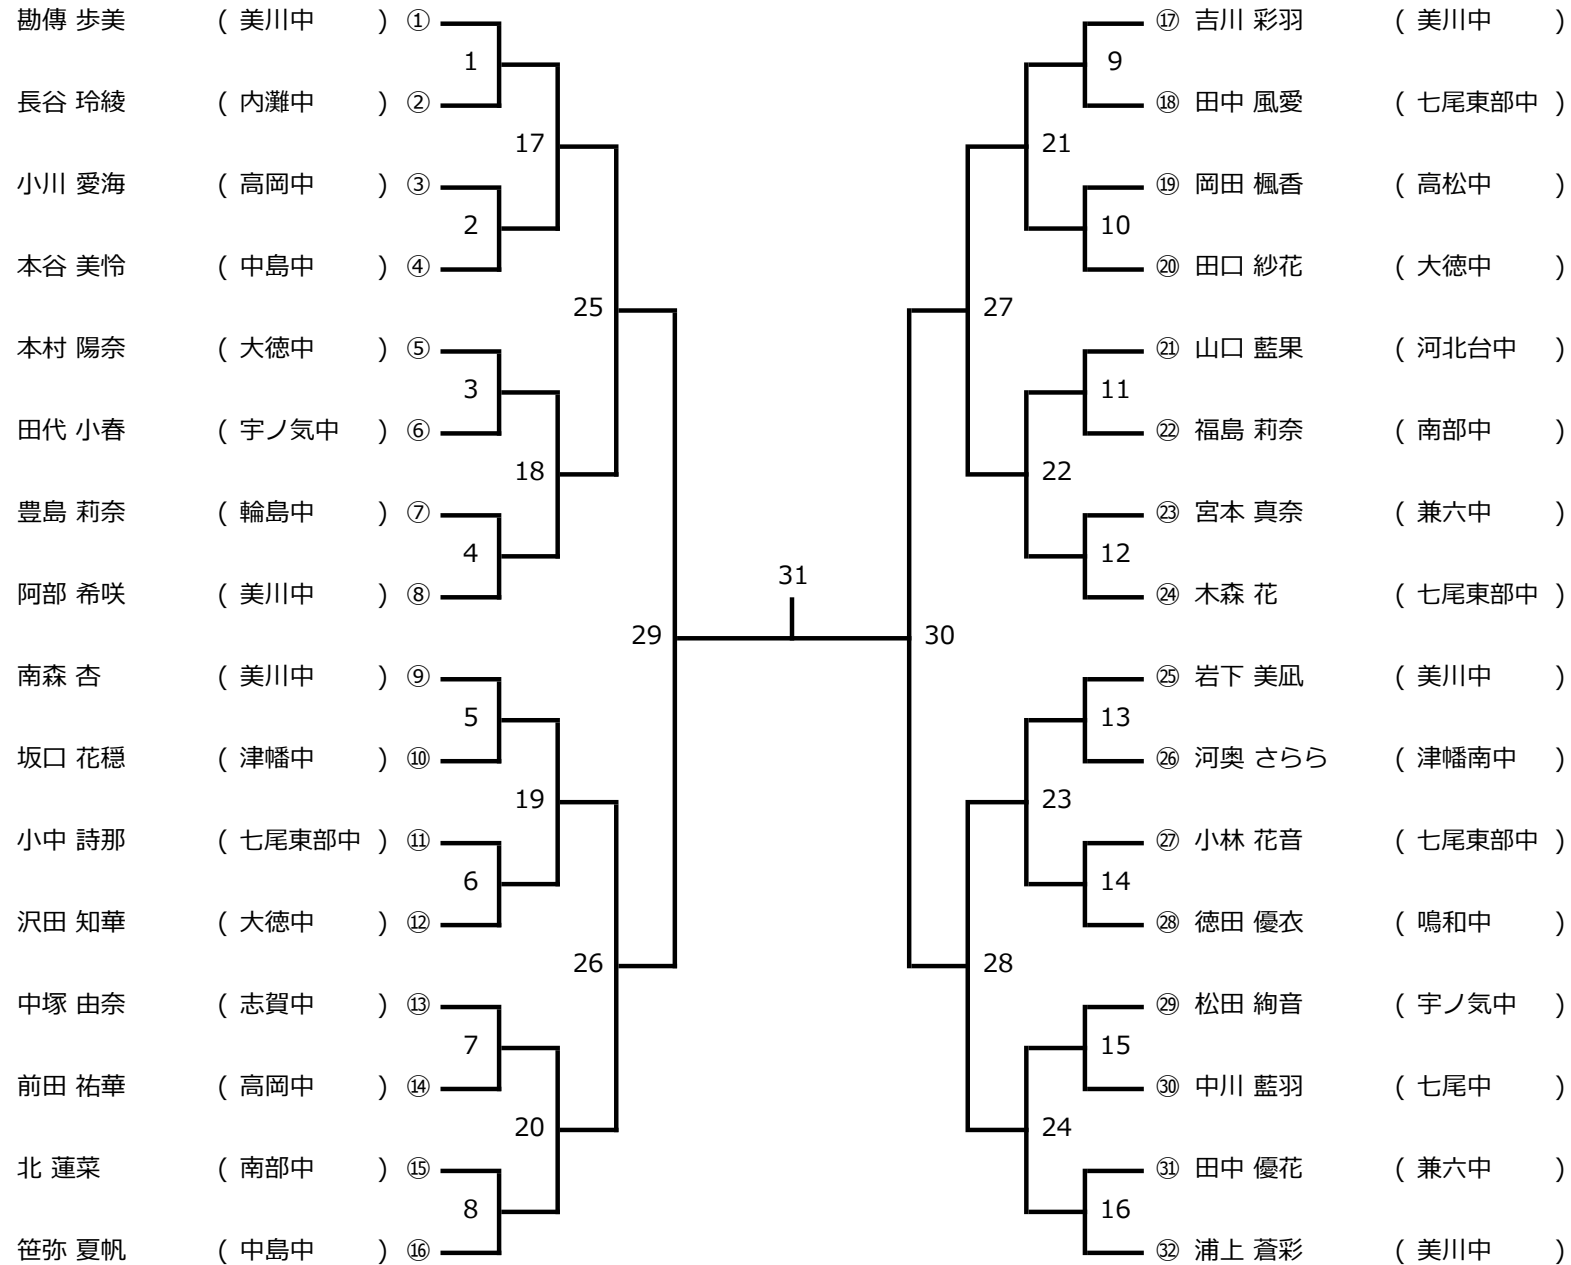 勘傳 歩美 ( 美川中 ) ①
1
長谷 玲綾 ( 内灘中 ) ②
17
小川 愛海 ( 高岡中 ) ③
2
本谷 美怜 ( 中島中 ) ④
25
本村 陽奈 ( 大徳中 ) ⑤
3
田代 小春 ( 宇ノ気中 ) ⑥
18
豊島 莉奈 ( 輪島中 ) ⑦
4
阿部 希咲 ( 美川中 ) ⑧
29
南森 杏 ( 美川中 ) ⑨
5
坂口 花穏 ( 津幡中 ) ⑩
19
小中 詩那 ( 七尾東部中 ) ⑪
6
沢田 知華 ( 大徳中 ) ⑫
26
中塚 由奈 ( 志賀中 ) ⑬
7
前田 祐華 ( 高岡中 ) ⑭
20
北 蓮菜 ( 南部中 ) ⑮
8
笹弥 夏帆 ( 中島中 ) ⑯
31
⑰ 吉川 彩羽 ( 美川中 )
9
⑱ 田中 風愛 ( 七尾東部中 )
21
⑲ 岡田 楓香 ( 高松中 )
10
⑳ 田口 紗花 ( 大徳中 )
27
㉑ 山口 藍果 ( 河北台中 )
11
㉒ 福島 莉奈 ( 南部中 )
22
㉓ 宮本 真奈 ( 兼六中 )
12
㉔ 木森 花 ( 七尾東部中 )
30
㉕ 岩下 美凪 ( 美川中 )
13
㉖ 河奥 さらら ( 津幡南中 )
23
㉗ 小林 花音 ( 七尾東部中 )
14
㉘ 徳田 優衣 ( 鳴和中 )
28
㉙ 松田 絢音 ( 宇ノ気中 )
15
㉚ 中川 藍羽 ( 七尾中 )
24
㉛ 田中 優花 ( 兼六中 )
16
㉜ 浦上 蒼彩 ( 美川中 )